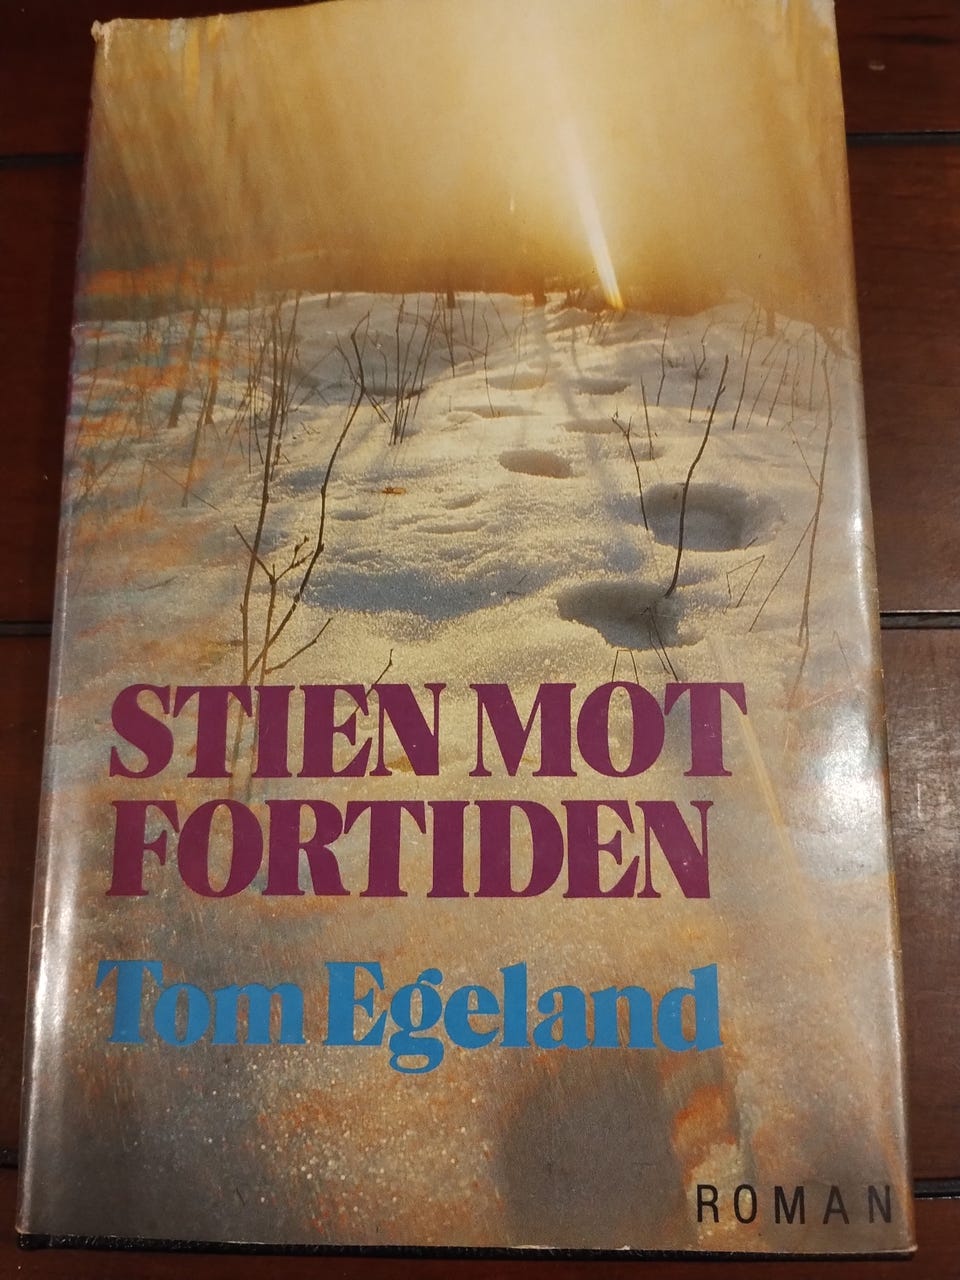 STIEN MOT
FORTIDEN
Tom Egeland
ROMAN